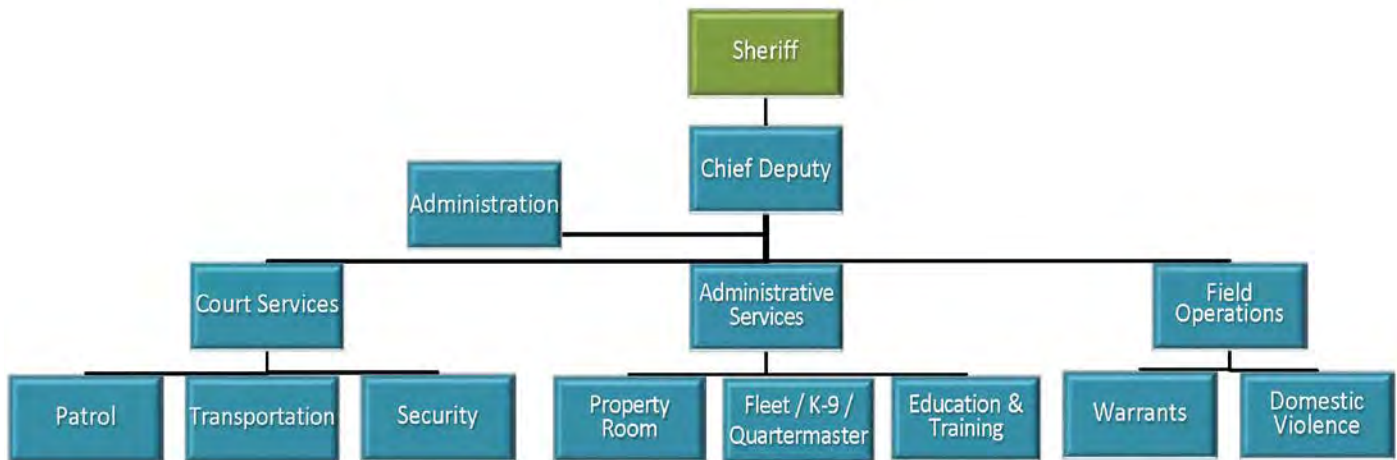 Sheriff
Chief Deputy
Administration
Court Services
Administrative
Services
Field
Operations
Patrol
Transportation
Security
Property
Room
Fleet / K-9 /
Quartermaster
Education &
Training
Warrants
Domestic
Violence